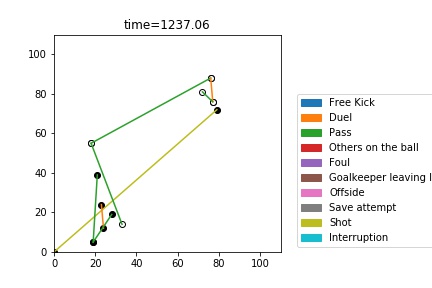 time=1237.06
100
80
60
40
20
0
0
20
40
60
80
100
Free Kick
Duel
Pass
Others on the ball
Foul
Goalkeeper leaving l
Offside
Save attempt
Shot
Interruption